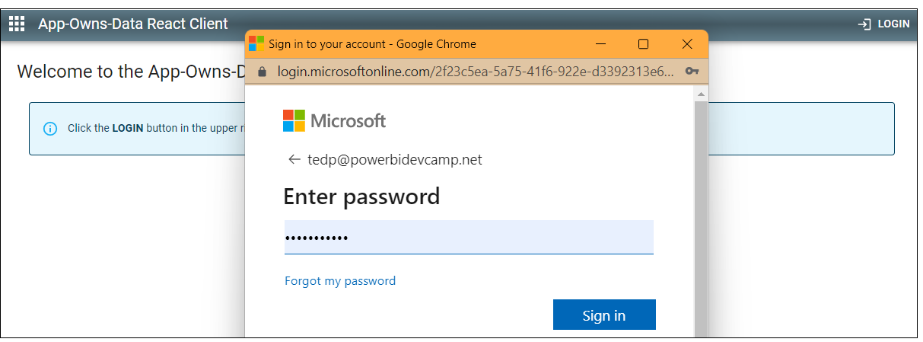 App-Owns-Data React Client
LOGIN
Sign in to your account - Google Chrome
Welcome to the App-Owns-D
login.microsoftonline.com/2f23c5ea-5a75-41f6-922e-d3392313e6...
Click the LOGIN button in the upper r
Microsoft
tedp@powerbidevcamp.net
Enter password
•••••••••••
Forgot my password
Sign in